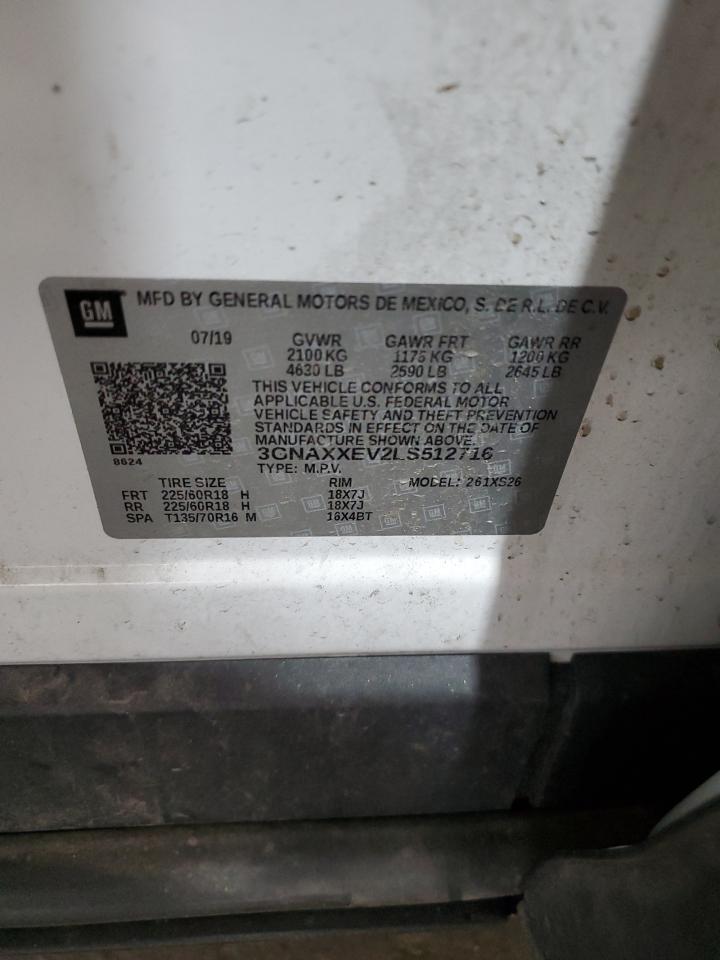 GM
MFD BY GENERAL MOTORS DE MEXICO, S. DE R.L. DE C.V.
07/19 GVWR GAWR FRT GAWR RR
2100 KG 1175 KG 1200 KG
4630 LB 2590 LB 2645 LB
THIS VEHICLE CONFORMS TO ALL
APPLICABLE U.S. FEDERAL MOTOR
VEHICLE SAFETY AND THEFT PREVENTION
STANDARDS IN EFFECT ON THE DATE OF
MANUFACTURE SHOWN ABOVE.
3GNAXXEV2LS512716
8624
TYPE: M.P.V.
TIRE SIZE RIM MODEL: 261XS26
FRT 225/60R18 H 18X7J
RR 225/60R18 H 18X7J
SPA T135/70R16 M 16X4BT